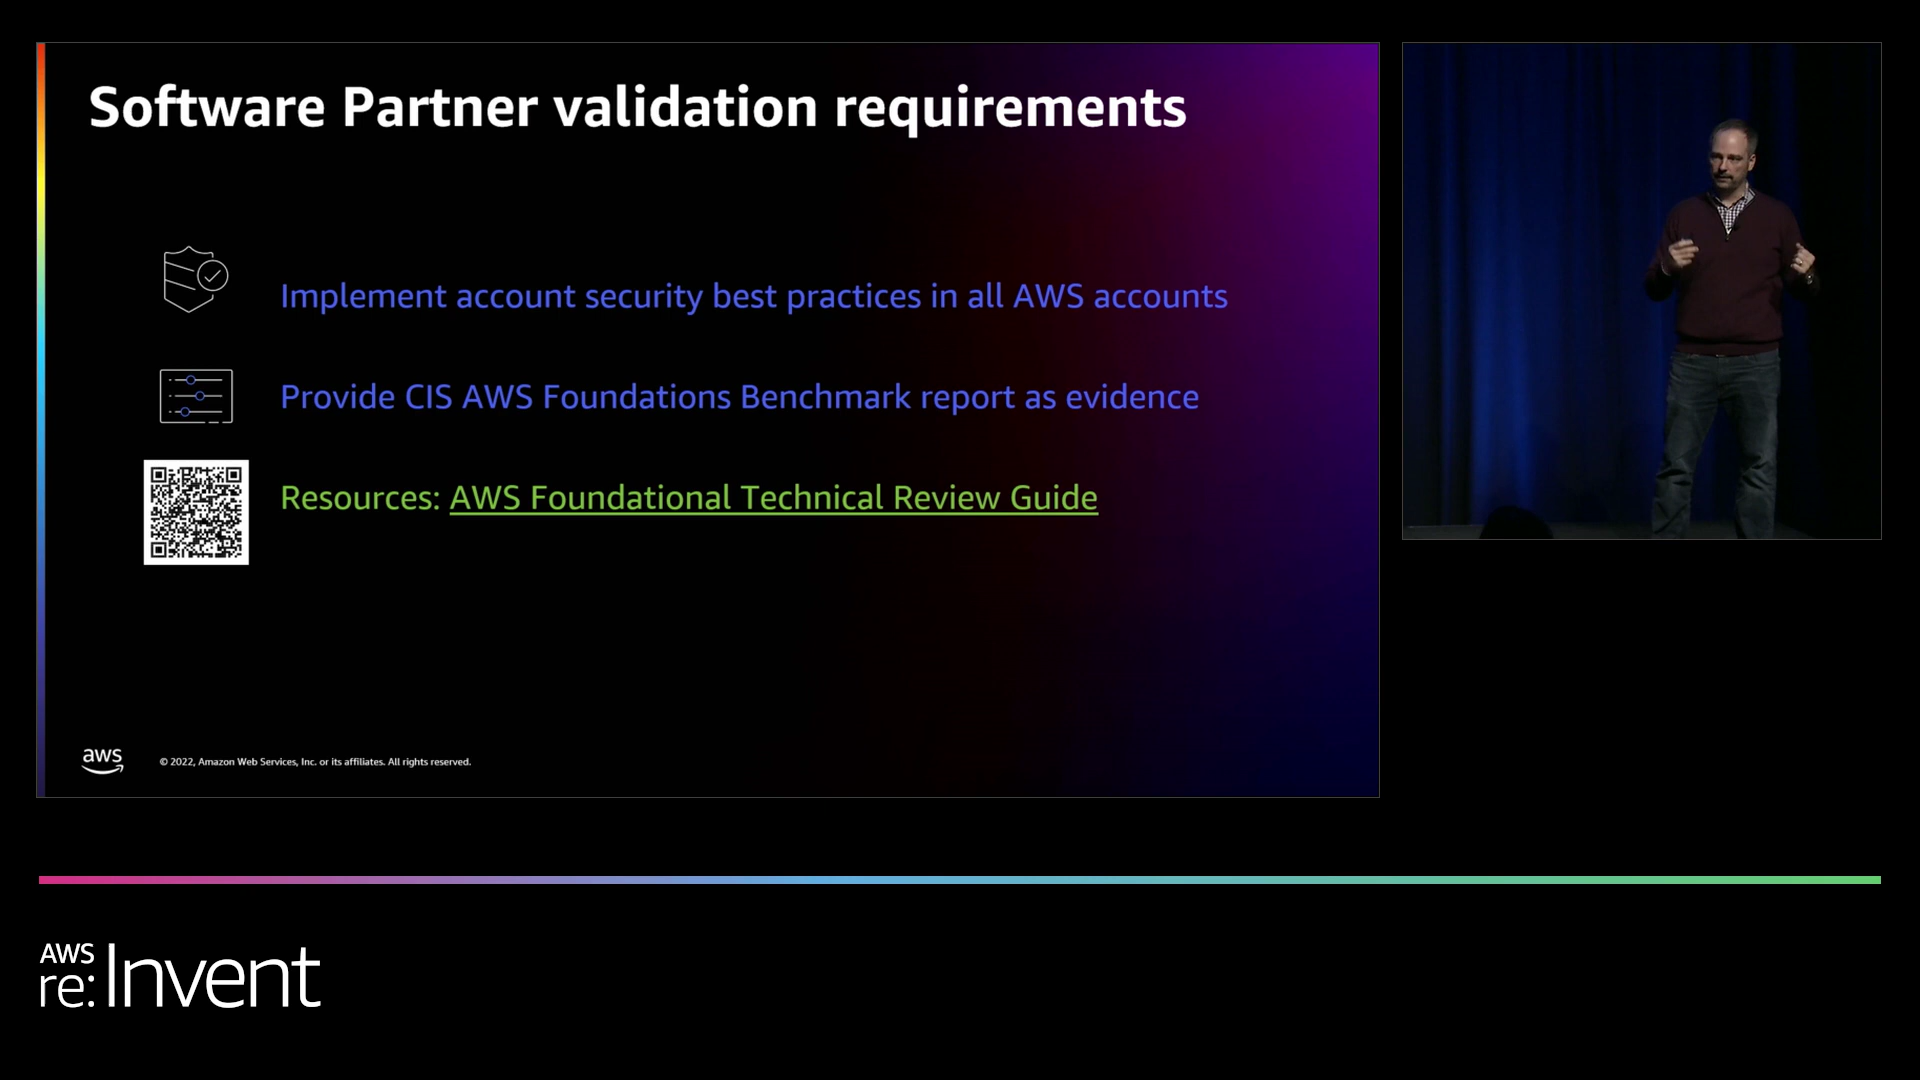 Software Partner validation requirements
Implement account security best practices in all AWS accounts
Provide CIS AWS Foundations Benchmark report as evidence
Resources: AWS Foundational Technical Review Guide
aws
© 2022, Amazon Web Services, Inc. or its affiliates. All rights reserved.
AWS
re:Invent